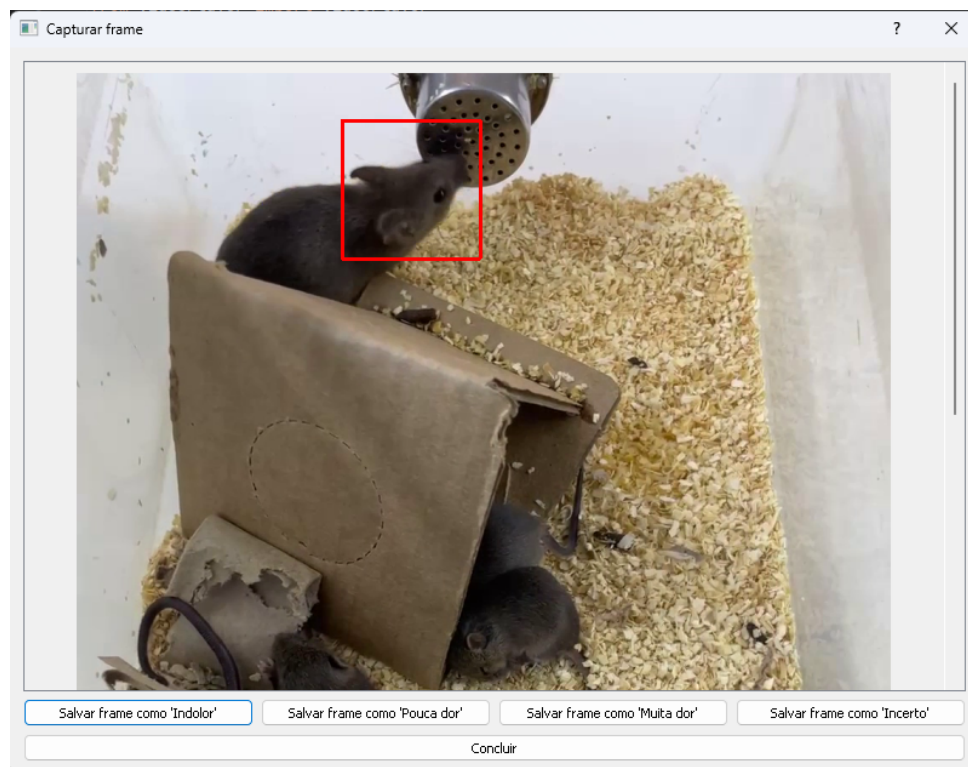 Capturar frame
?
Salvar frame como 'Indolor'
Salvar frame como 'Pouca dor'
Salvar frame como 'Muita dor'
Salvar frame como 'Incerto'
Concluir